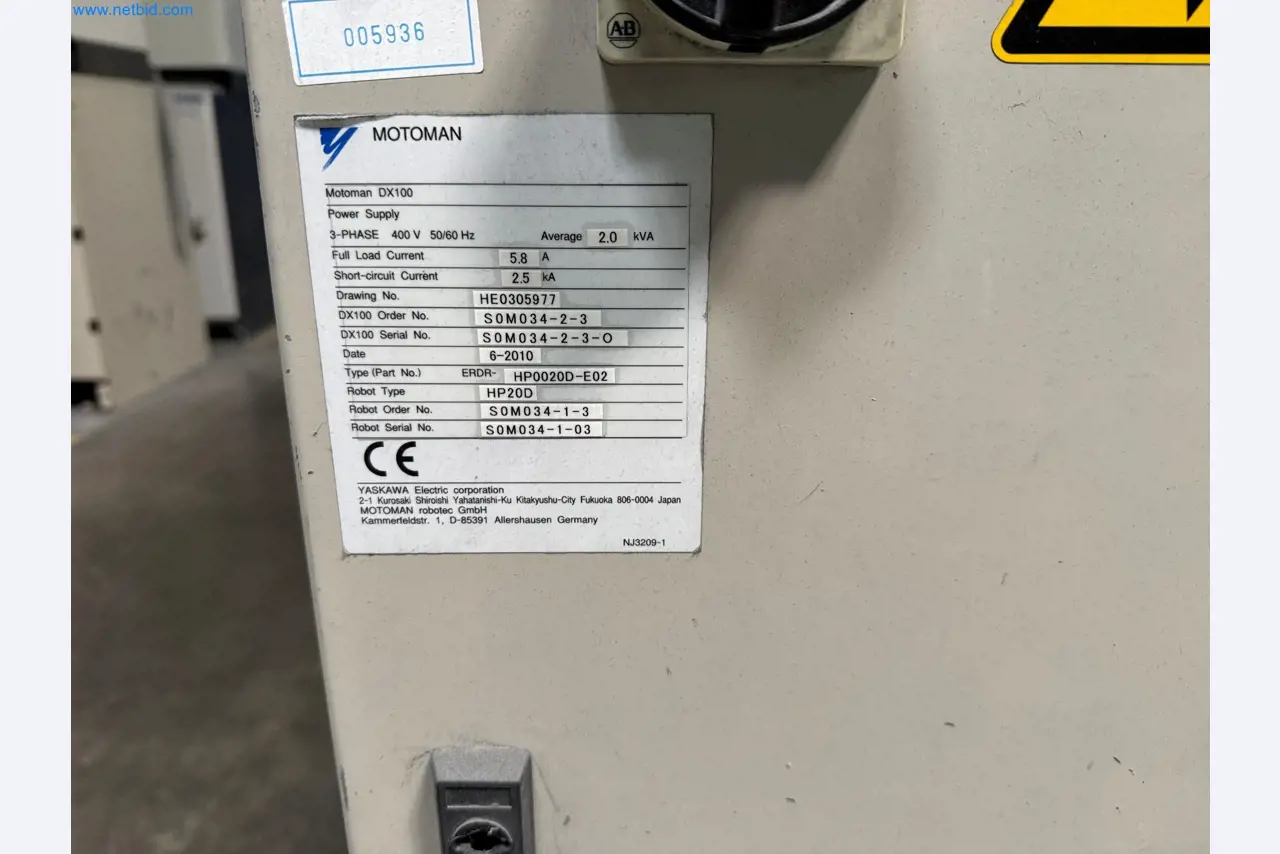 www.netbid.com
005936
A-B
MOTOMAN
Motoman DX100
Power Supply
3-PHASE 400 V 50/60 Hz Average 2.0 kVA
Full Load Current 5.8 A
Short-circuit Current 2.5 kA
Drawing No. HE0305977
DX100 Order No. S0M034-2-3
DX100 Serial No. S0M034-2-3-O
Date 6-2010
Type (Part No.) ERDR- HP0020D-E02
Robot Type HP20D
Robot Order No. S0M034-1-3
Robot Serial No. S0M034-1-03
CE
YASKAWA Electric corporation
2-1 Kurosaki Shiroishi Yahatanishi-Ku Kitakyushu-City Fukuoka 806-0004 Japan
MOTOMAN robotec GmbH
Kammerfeldstr. 1, D-85391 Allershausen Germany
NJ3209-1